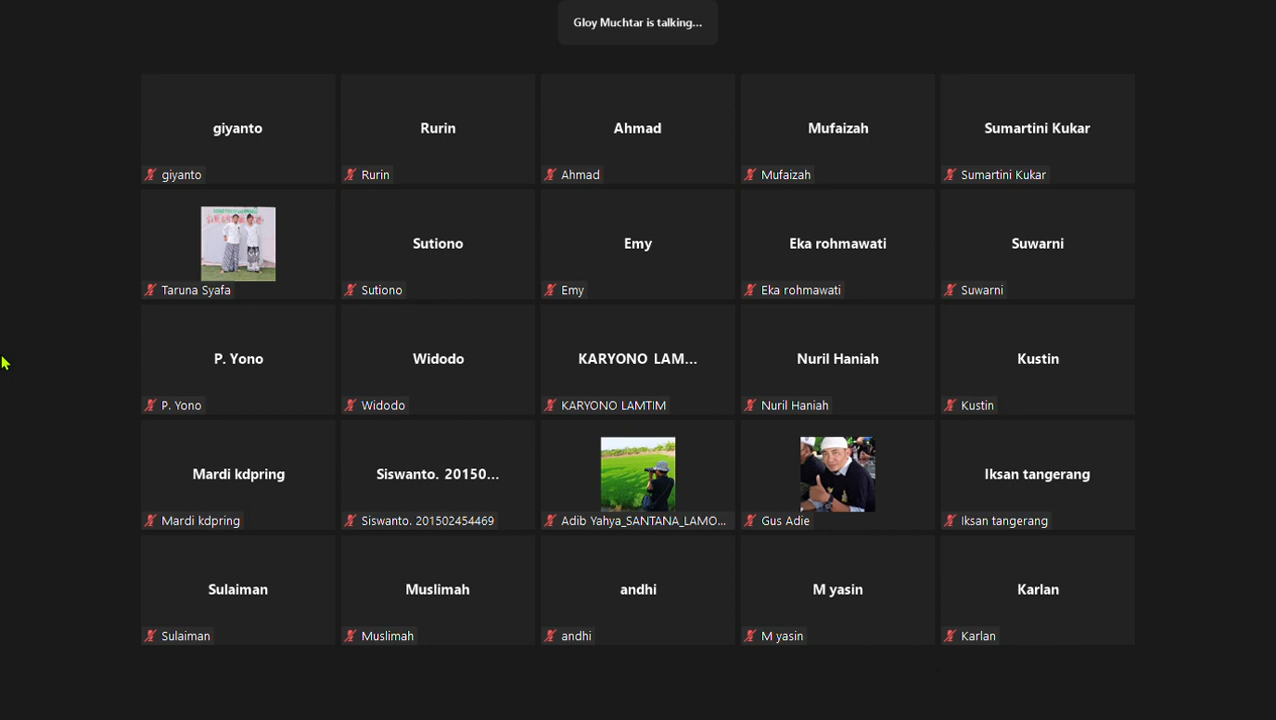 Gloy Muchtar is talking...
giyanto
Rurin
Ahmad
Mufaizah
Sumartini Kukar
giyanto
Rurin
Ahmad
Mufaizah
Sumartini Kukar
Sutiono
Emy
Eka rohmawati
Suwarni
Taruna Syafa
Sutiono
Emy
Eka rohmawati
Suwarni
P. Yono
Widodo
KARYONO LAM...
Nuril Haniah
Kustin
P. Yono
Widodo
KARYONO LAMTIM
Nuril Haniah
Kustin
Mardi kdpring
Siswanto. 20150...
Iksan tangerang
Mardi kdpring
Siswanto. 201502454469
Adib Yahya_SANTANA_LAMO...
Gus Adie
Iksan tangerang
Sulaiman
Muslimah
andhi
M yasin
Karlan
Sulaiman
Muslimah
andhi
M yasin
Karlan